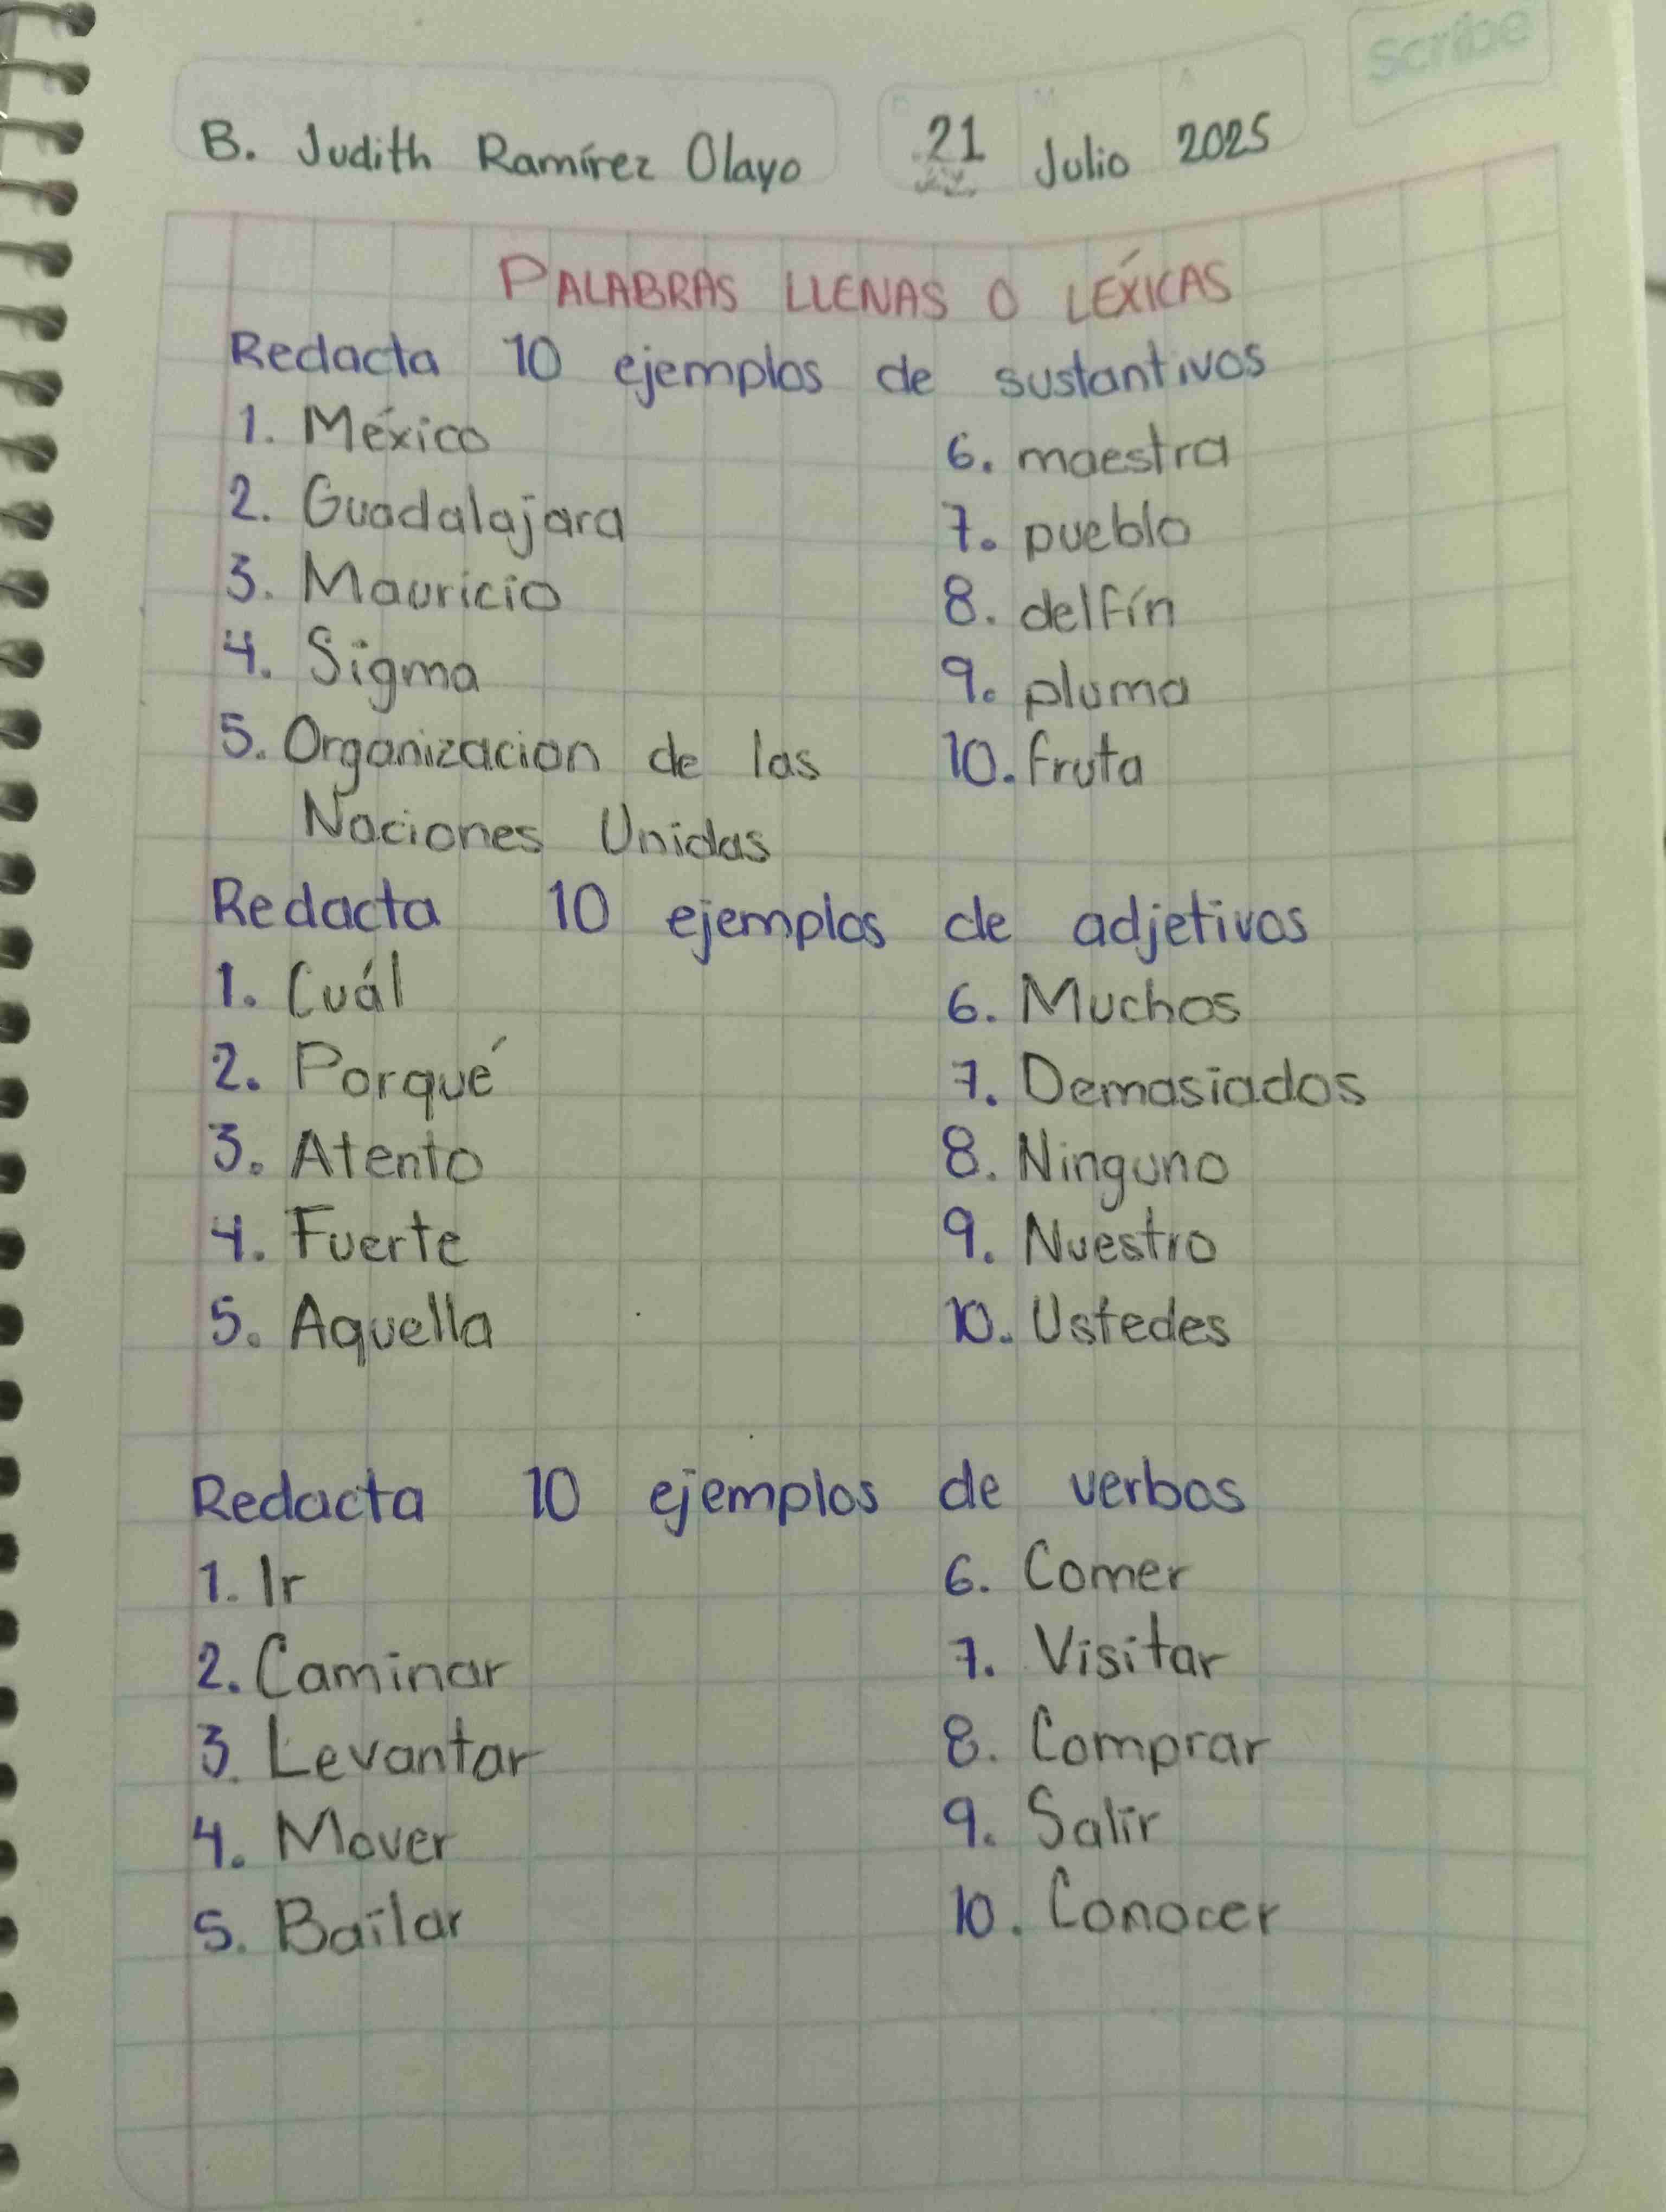 Scribe
B. Judith Ramírez Olayo 21 Julio 2025
PALABRAS LLENAS O LÉXICAS
Redacta 10 ejemplos de sustantivos
1. México
2. Guadalajara
3. Mauricio
4. Sigma
5. Organizacion de las
Naciones Unidas
6. maestra
7. pueblo
8. delfín
9. pluma
10. fruta
Redacta 10 ejemplos de adjetivos
1. Cuál
2. Porqué
3. Atento
4. Fuerte
5. Aquella
6. Muchos
7. Demasiados
8. Ninguno
9. Nuestro
10. Ustedes
Redacta 10 ejemplos de verbos
1. Ir
2. Caminar
3. Levantar
4. Mover
5. Bailar
6. Comer
7. Visitar
8. Comprar
9. Salir
10. Conocer